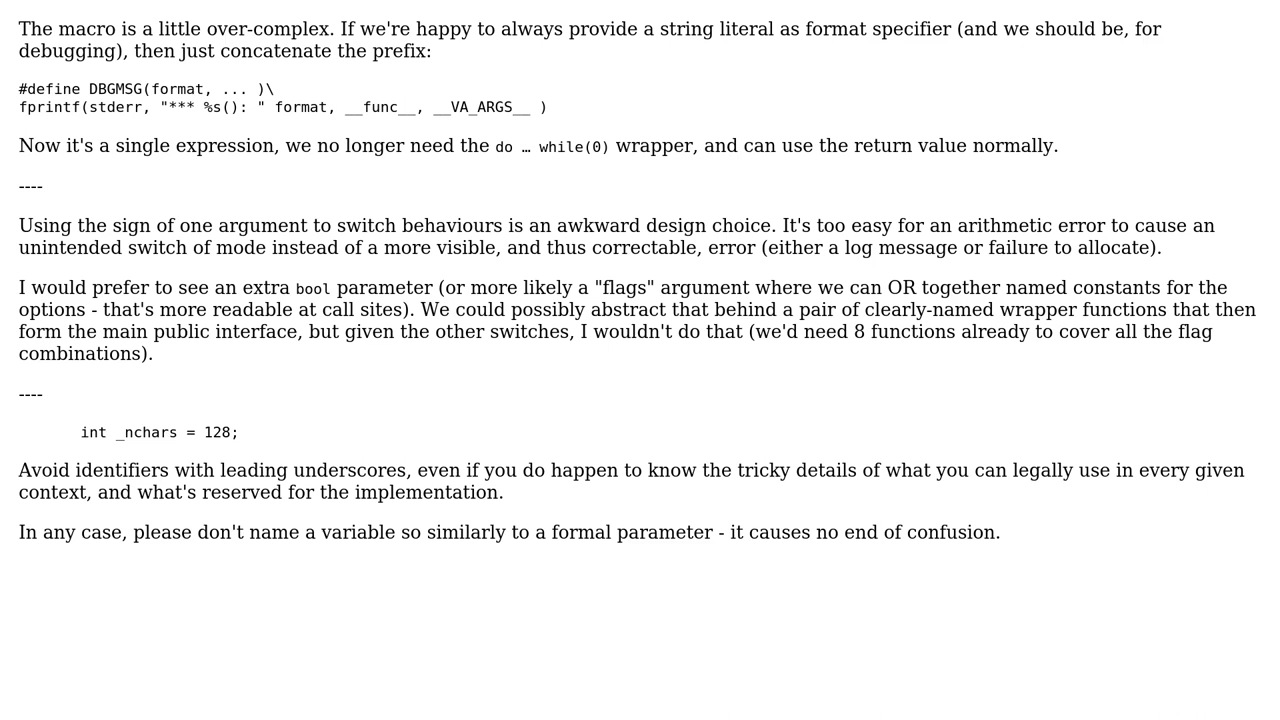 The macro is a little over-complex. If we're happy to always provide a string literal as format specifier (and we should be, for
debugging), then just concatenate the prefix:
#define DBGMSG(format, ... )\
fprintf(stderr, "*** %s(): " format, __func__, __VA_ARGS__ )
Now it's a single expression, we no longer need the do … while(0) wrapper, and can use the return value normally.
----
Using the sign of one argument to switch behaviours is an awkward design choice. It's too easy for an arithmetic error to cause an
unintended switch of mode instead of a more visible, and thus correctable, error (either a log message or failure to allocate).
I would prefer to see an extra bool parameter (or more likely a "flags" argument where we can OR together named constants for the
options - that's more readable at call sites). We could possibly abstract that behind a pair of clearly-named wrapper functions that then
form the main public interface, but given the other switches, I wouldn't do that (we'd need 8 functions already to cover all the flag
combinations).
----
int _nchars = 128;
Avoid identifiers with leading underscores, even if you do happen to know the tricky details of what you can legally use in every given
context, and what's reserved for the implementation.
In any case, please don't name a variable so similarly to a formal parameter - it causes no end of confusion.